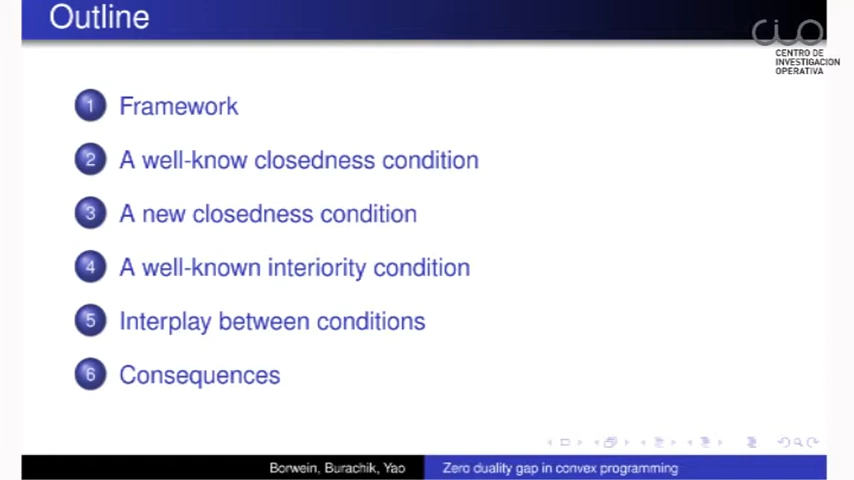 Outline
CIO
CENTRO DE
INVESTIGACION
OPERATIVA
1 Framework
2 A well-know closedness condition
3 A new closedness condition
4 A well-known interiority condition
5 Interplay between conditions
6 Consequences
Borwein, Burachik, Yao
Zero duality gap in convex programming